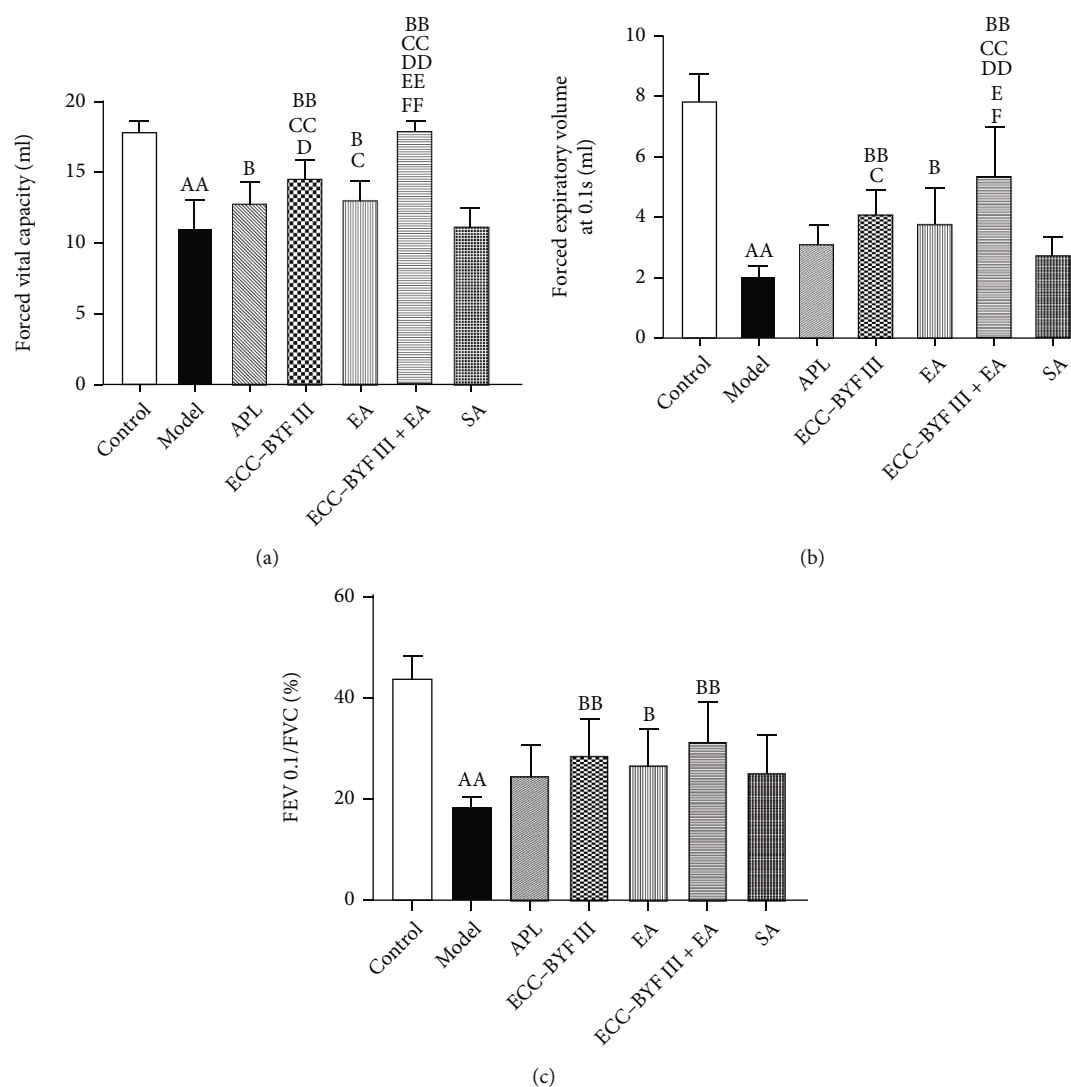 BB
CC
DD
EE
FF
BB
CC
D
B
C
B
AA
20
15
10
5
0
Forced vital capacity (ml)
Control
Model
APL
ECC–BYF III
EA
ECC–BYF III + EA
SA
(a)
BB
CC
DD
E
F
BB
C
B
AA
10
8
6
4
2
0
Forced expiratory volume
at 0.1s (ml)
Control
Model
APL
ECC–BYF III
EA
ECC–BYF III + EA
SA
(b)
60
40
20
0
FEV 0.1/FVC (%)
AA
BB
B
BB
Control
Model
APL
ECC–BYF III
EA
ECC–BYF III + EA
SA
(c)